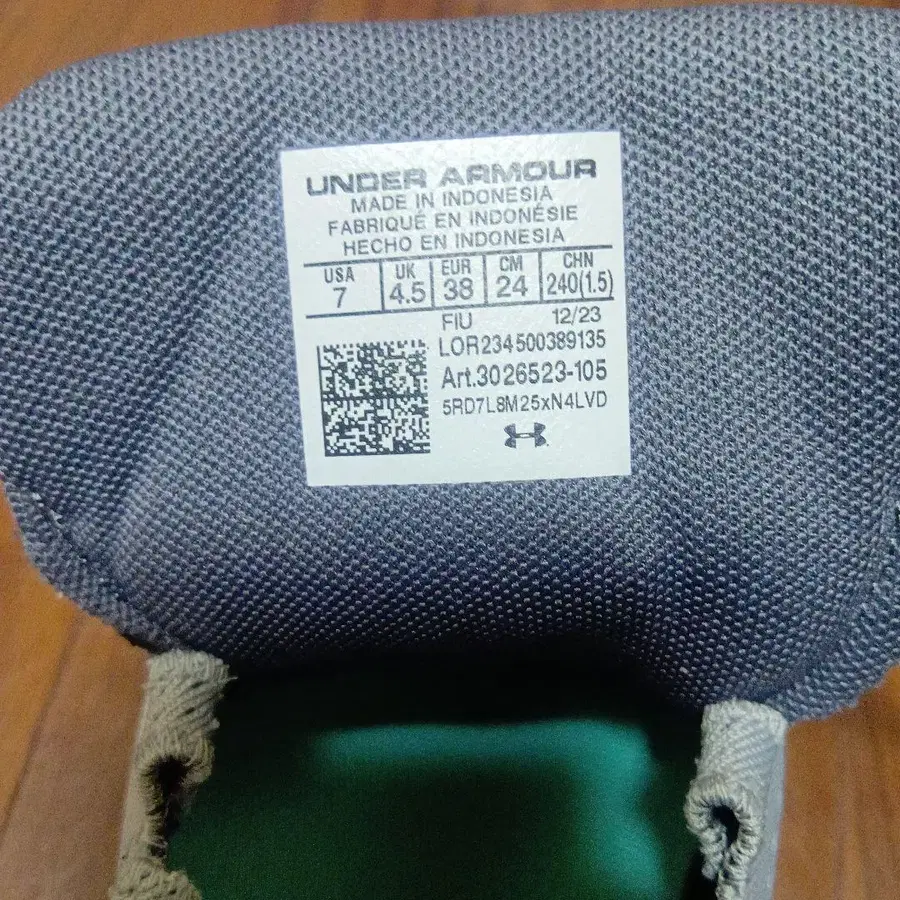 UNDER ARMOUR
MADE IN INDONESIA
FABRIQUÉ EN INDONÉSIE
HECHO EN INDONESIA
USA UK EUR CM CHN
7 4.5 38 24 240(1.5)
FIU 12/23
LOR234500389135
Art.3026523-105
5RD7L8M25xN4LVD